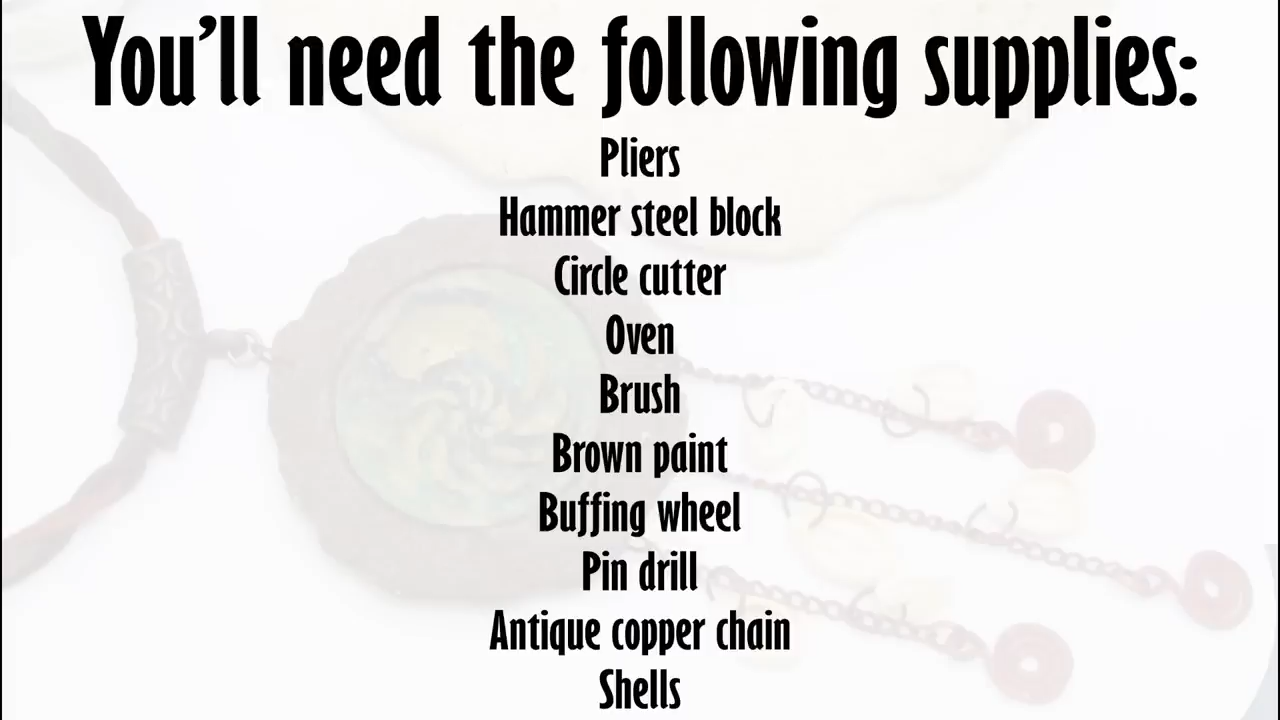 You'll need the following supplies:
Pliers
Hammer steel block
Circle cutter
Oven
Brush
Brown paint
Buffing wheel
Pin drill
Antique copper chain
Shells